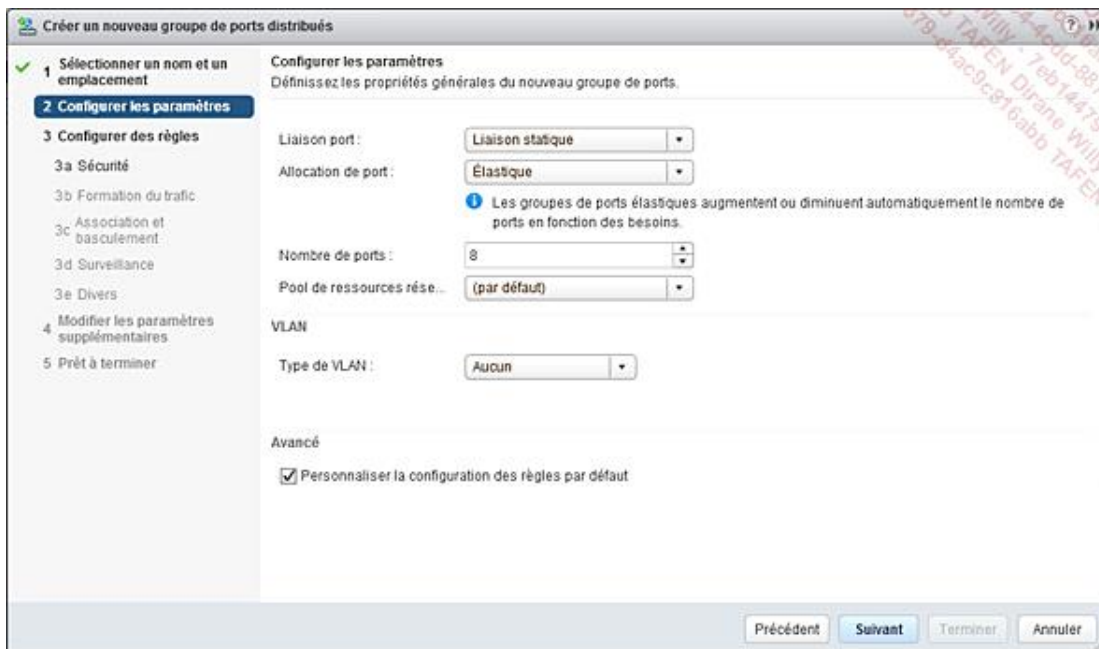 Créer un nouveau groupe de ports distribués
1 Sélectionner un nom et un
emplacement
2 Configurer les paramètres
3 Configurer des règles
3a Sécurité
3b Formation du trafic
3c Association et
basculement
3d Surveillance
3e Divers
4 Modifier les paramètres
supplémentaires
5 Prêt à terminer
Configurer les paramètres
Définissez les propriétés générales du nouveau groupe de ports.
Liaison port :
Liaison statique
Allocation de port :
Élastique
Les groupes de ports élastiques augmentent ou diminuent automatiquement le nombre de
ports en fonction des besoins.
Nombre de ports :
8
Pool de ressources rése...
(par défaut)
VLAN
Type de VLAN :
Aucun
Avancé
Personnaliser la configuration des règles par défaut
Précédent
Suivant
Terminer
Annuler